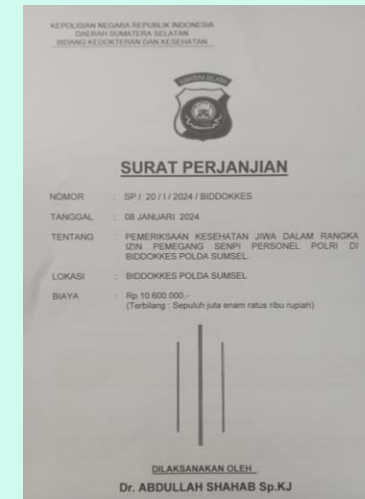 KEPOLISIAN NEGARA REPUBLIK INDONESIA
DAERAH SUMATERA SELATAN
BIDANG KEDOKTERAN DAN KESEHATAN
SUMATERA SELATAN
SURAT PERJANJIAN
NOMOR : SP / 20 / I / 2024 / BIDDOKKES
TANGGAL : 08 JANUARI 2024
TENTANG : PEMERIKSAAN KESEHATAN JIWA DALAM RANGKA
IZIN PEMEGANG SENPI PERSONEL POLRI DI
BIDDOKKES POLDA SUMSEL.
LOKASI : BIDDOKKES POLDA SUMSEL
BIAYA : Rp 10.600.000,-
(Terbilang : Sepuluh juta enam ratus ribu rupiah)
DILAKSANAKAN OLEH :
Dr. ABDULLAH SHAHAB Sp.KJ